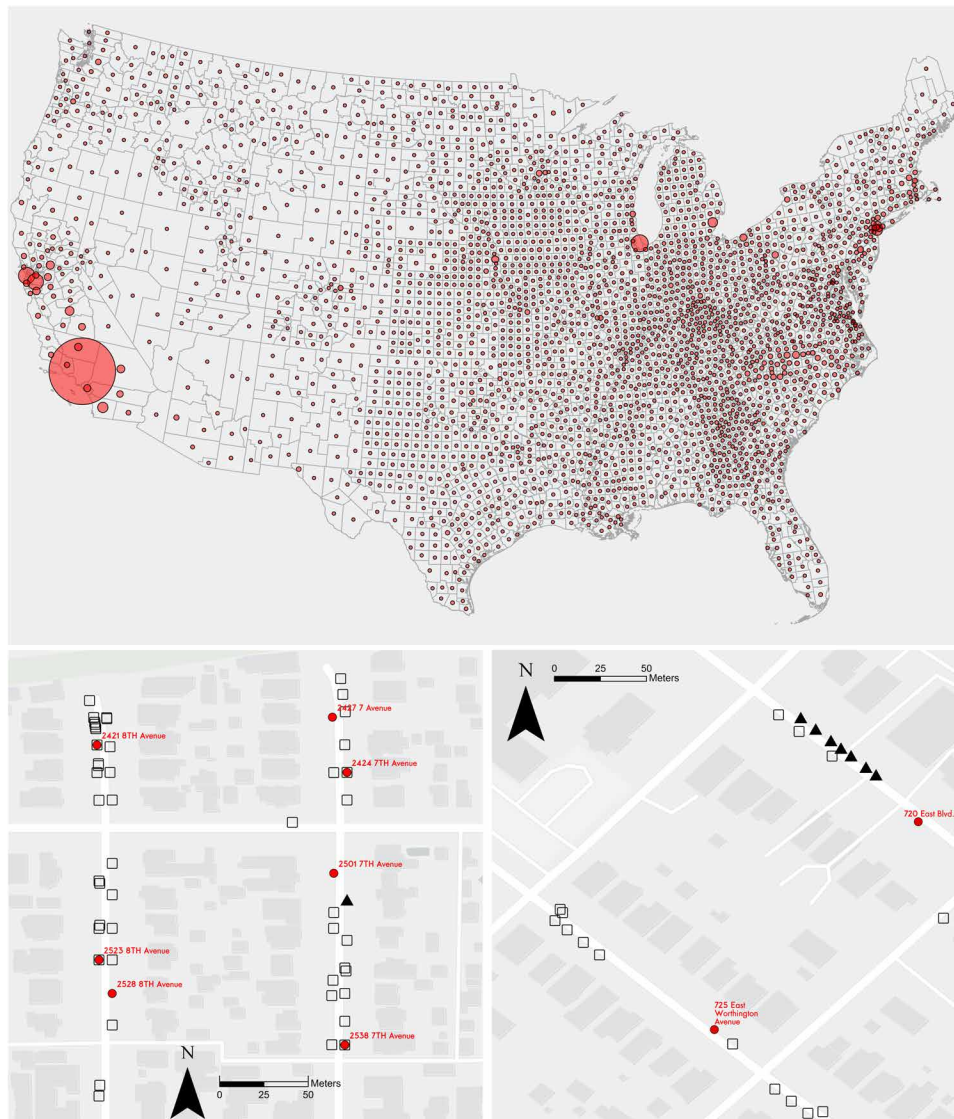 2427 7 Avenue
2421 8TH Avenue
2424 7TH Avenue
2501 7TH Avenue
2523 8TH Avenue
2528 8TH Avenue
2538 7TH Avenue
N
0 25 50
Meters
N
0 25 50
Meters
720 East Blvd.
725 East
Worthington
Avenue